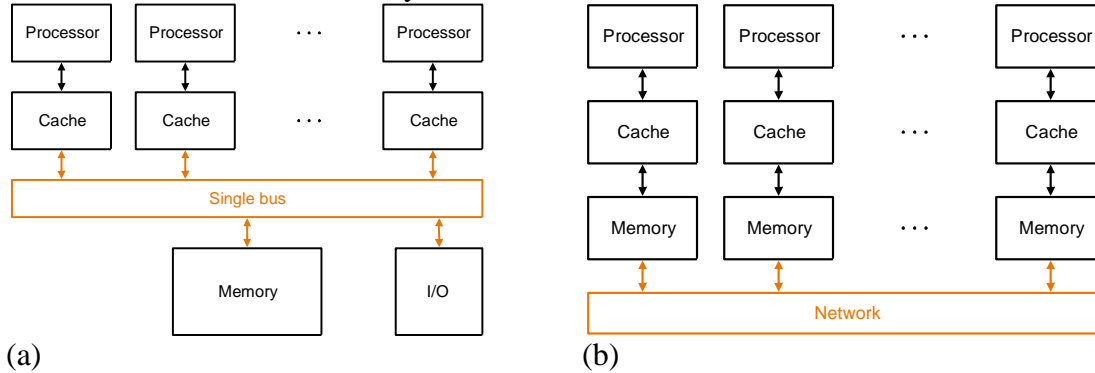 Processor Processor . . . Processor
Cache Cache . . . Cache
Single bus
Memory I/O
(a)
Processor Processor . . . Processor
Cache Cache . . . Cache
Memory Memory . . . Memory
Network
(b)